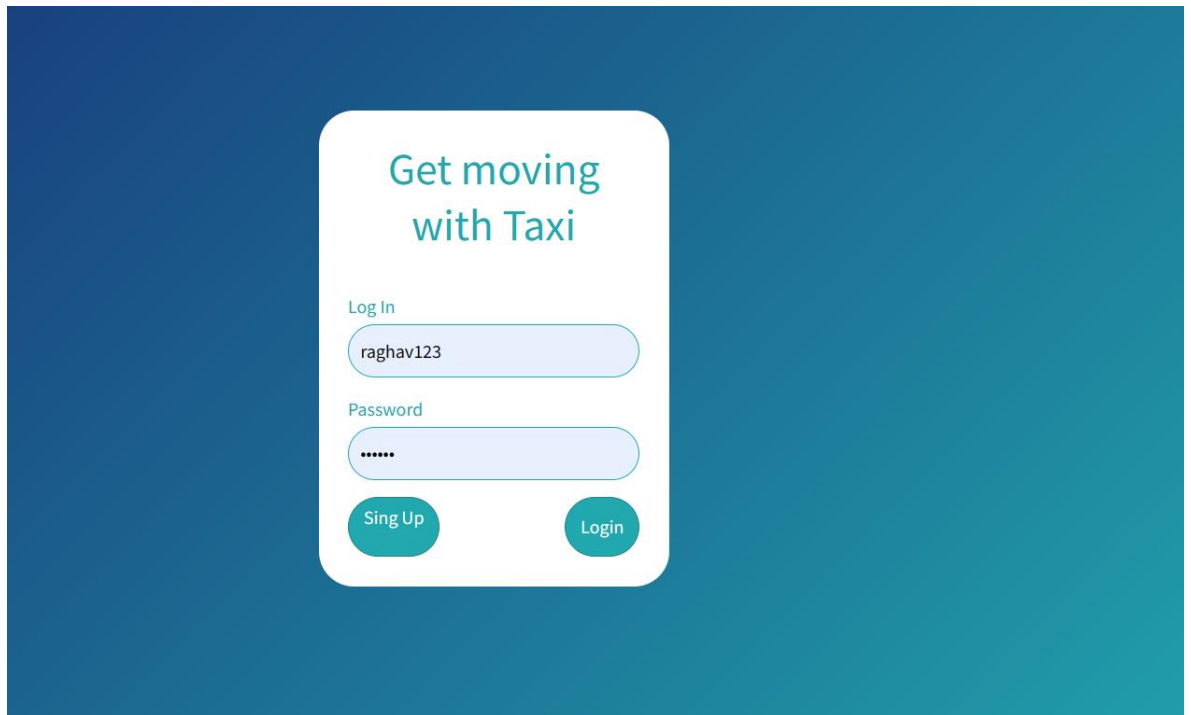 Get moving
with Taxi
Log In
raghav123
Password
••••••
Sing Up
Login